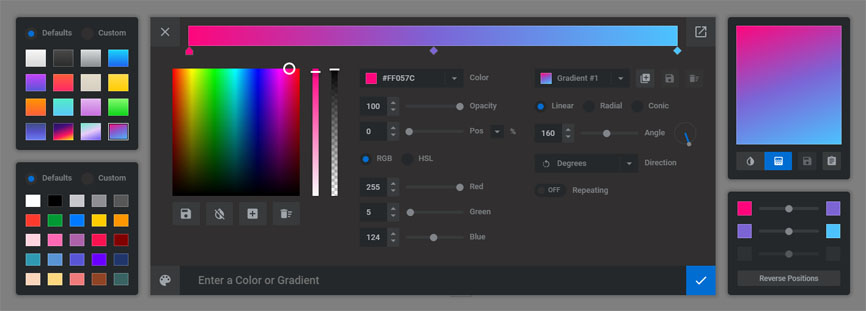 Defaults Custom
#FF057C Color
Gradient #1
100 Opacity
Linear Radial Conic
0 Pos %
160 Angle
RGB HSL
Degrees Direction
Defaults Custom
255 Red
OFF Repeating
5 Green
124 Blue
Enter a Color or Gradient
Reverse Positions